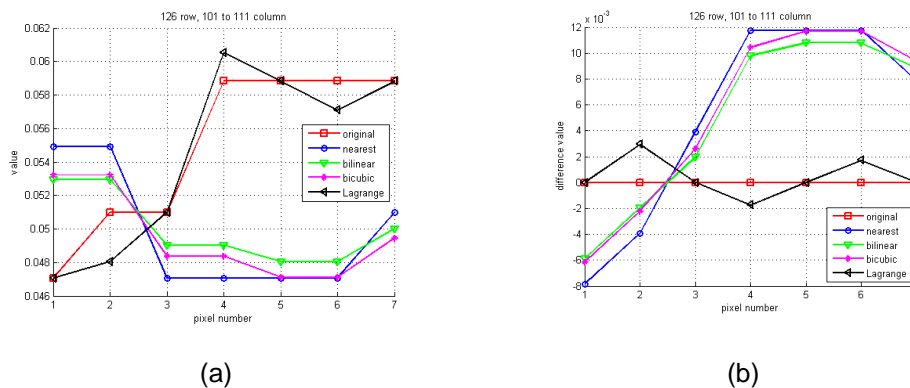 126 row, 101 to 111 column
0.062
0.06
0.058
0.056
0.054
0.052
0.05
0.048
0.046
value
original
nearest
bilinear
bicubic
Lagrange
1 2 3 4 5 6 7
pixel number
(a)
126 row, 101 to 111 column
x 10-3
12
10
8
6
4
2
0
-2
-4
-6
-8
difference value
original
nearest
bilinear
bicubic
Lagrange
1 2 3 4 5 6
pixel number
(b)